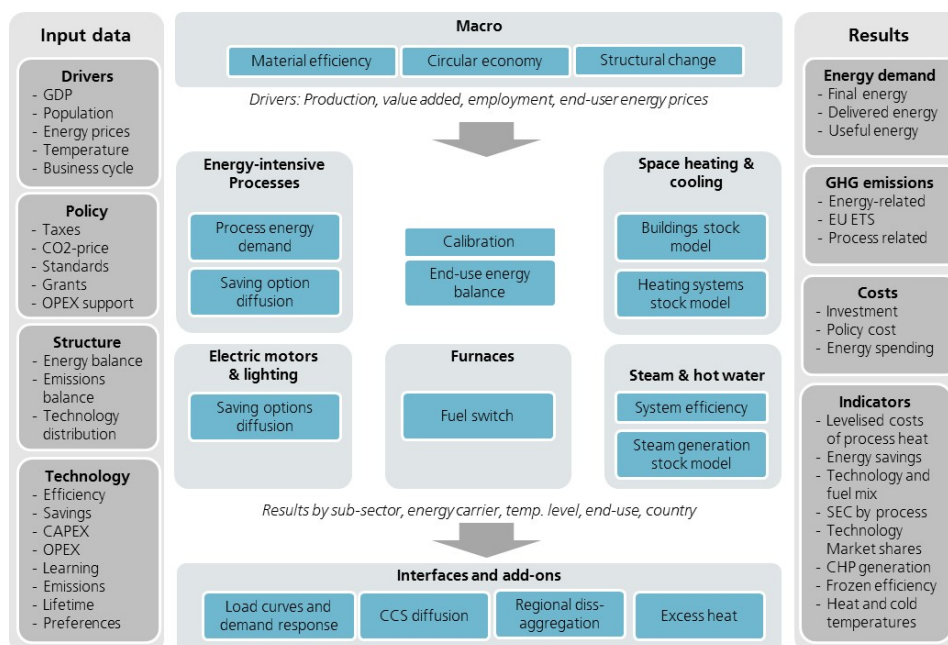 Input data
Drivers
- GDP
- Population
- Energy prices
- Temperature
- Business cycle
Policy
- Taxes
- CO2-price
- Standards
- Grants
- OPEX support
Structure
- Energy balance
- Emissions
balance
- Technology
distribution
Technology
- Efficiency
- Savings
- CAPEX
- OPEX
- Learning
- Emissions
- Lifetime
- Preferences
Macro
Material efficiency
Circular economy
Structural change
Drivers: Production, value added, employment, end-user energy prices
Energy-intensive
Processes
Process energy
demand
Saving option
diffusion
Calibration
End-use energy
balance
Space heating &
cooling
Buildings stock
model
Heating systems
stock model
Electric motors
& lighting
Saving options
diffusion
Furnaces
Fuel switch
Steam & hot water
System efficiency
Steam generation
stock model
Results by sub-sector, energy carrier, temp. level, end-use, country
Interfaces and add-ons
Load curves and
demand response
CCS diffusion
Regional diss-
aggregation
Excess heat
Results
Energy demand
- Final energy
- Delivered energy
- Useful energy
GHG emissions
- Energy-related
- EU ETS
- Process related
Costs
- Investment
- Policy cost
- Energy spending
Indicators
- Levelised costs
of process heat
- Energy savings
- Technology and
fuel mix
- SEC by process
- Technology
Market shares
- CHP generation
- Frozen efficiency
- Heat and cold
temperatures